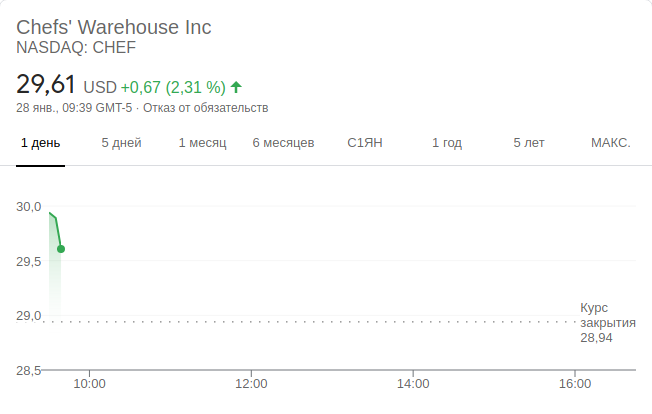 Chefs' Warehouse Inc
NASDAQ: CHEF
29,61 USD +0,67 (2,31 %)
28 янв., 09:39 GMT-5 · Отказ от обязательств
1 день 5 дней 1 месяц 6 месяцев С1ЯН 1 год 5 лет МАКС.
30,0
29,5
29,0
Курс
закрытия
28,94
28,5
10:00 12:00 14:00 16:00